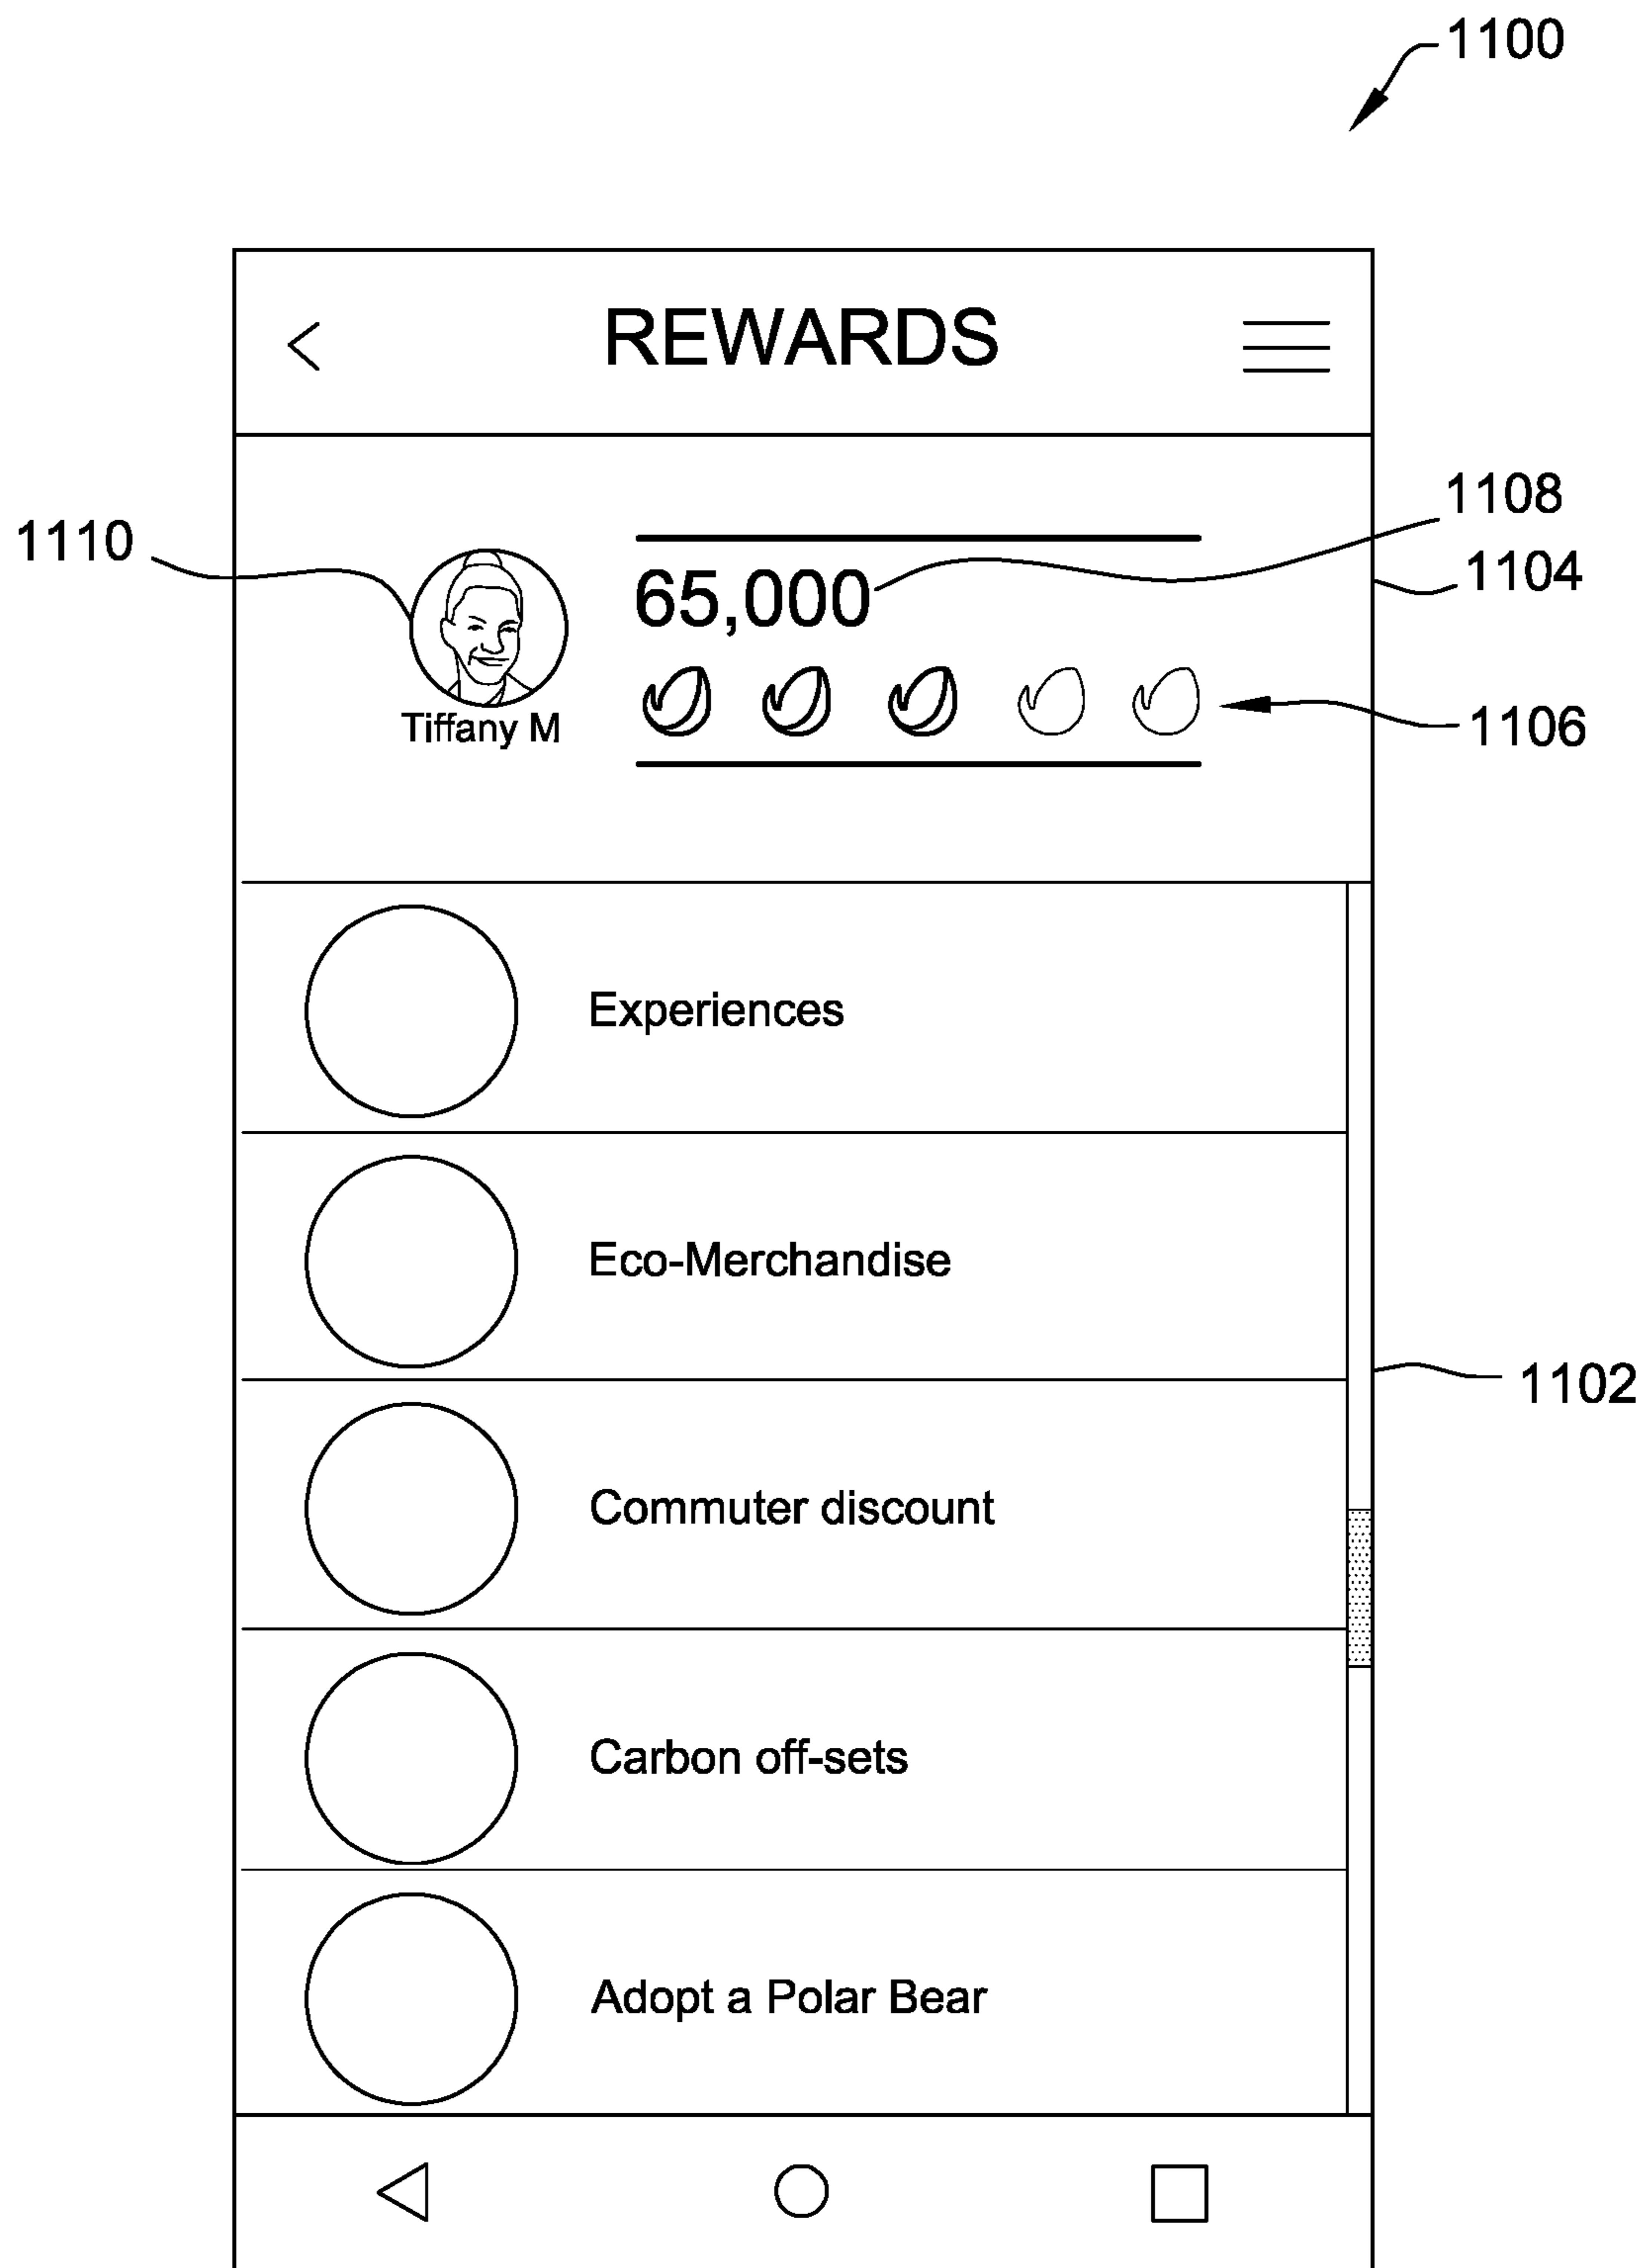 1100
REWARDS
1108
1110
65,000
1104
Tiffany M
1106
Experiences
Eco-Merchandise
1102
Commuter discount
Carbon off-sets
Adopt a Polar Bear